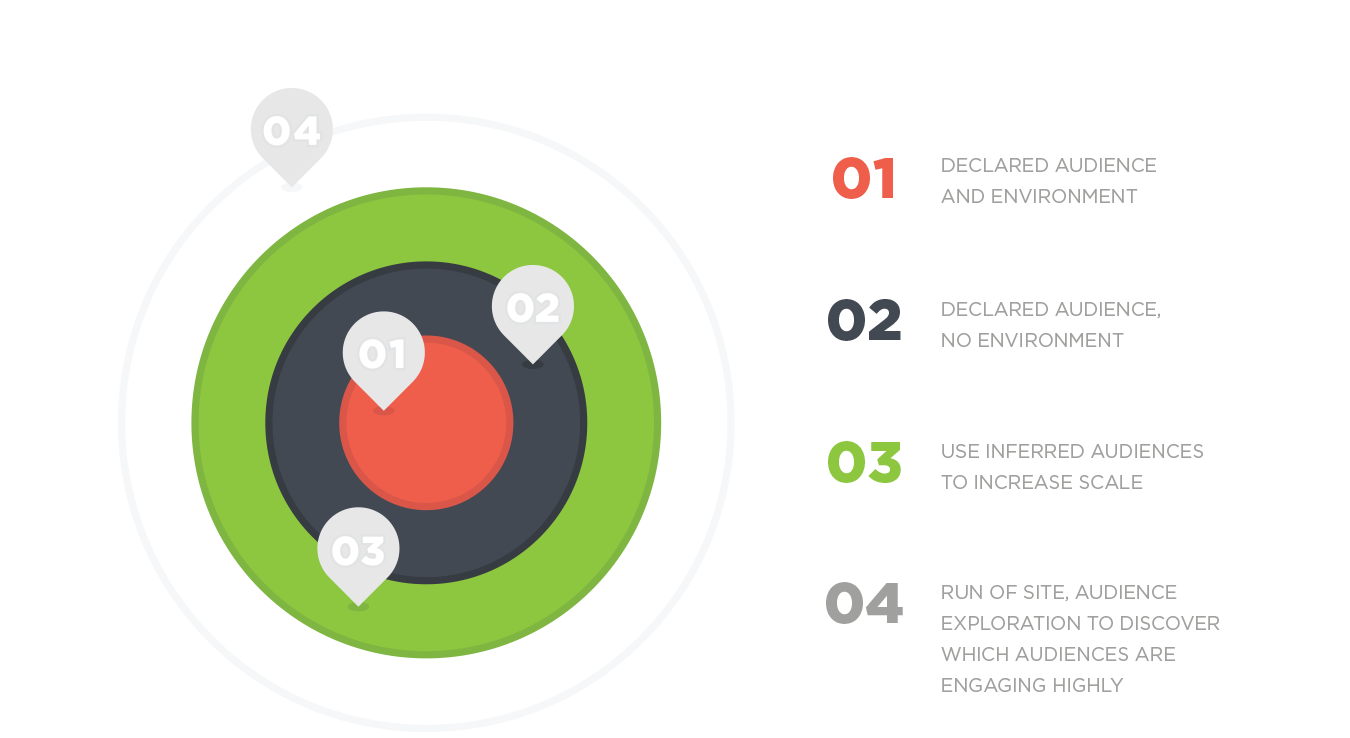 04
02
01
03
01
DECLARED AUDIENCE
AND ENVIRONMENT
02
DECLARED AUDIENCE,
NO ENVIRONMENT
03
USE INFERRED AUDIENCES
TO INCREASE SCALE
04
RUN OF SITE, AUDIENCE
EXPLORATION TO DISCOVER
WHICH AUDIENCES ARE
ENGAGING HIGHLY